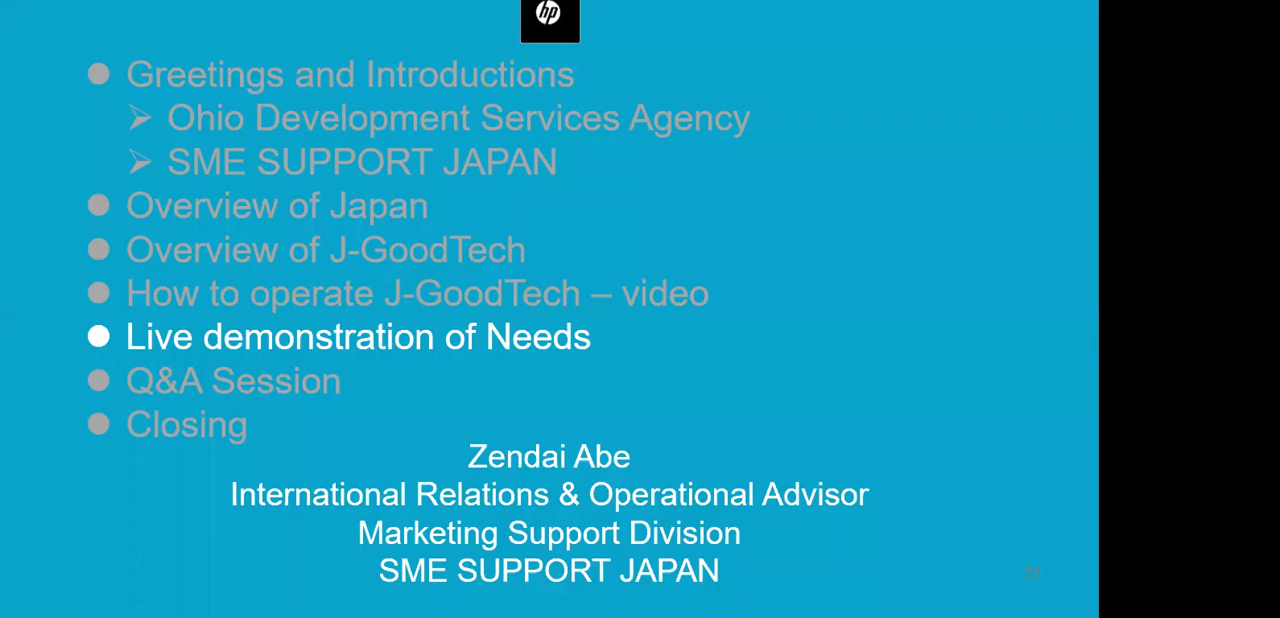 hp
Greetings and Introductions
Ohio Development Services Agency
SME SUPPORT JAPAN
Overview of Japan
Overview of J-GoodTech
How to operate J-GoodTech – video
Live demonstration of Needs
Q&A Session
Closing
Zendai Abe
International Relations & Operational Advisor
Marketing Support Division
SME SUPPORT JAPAN
31